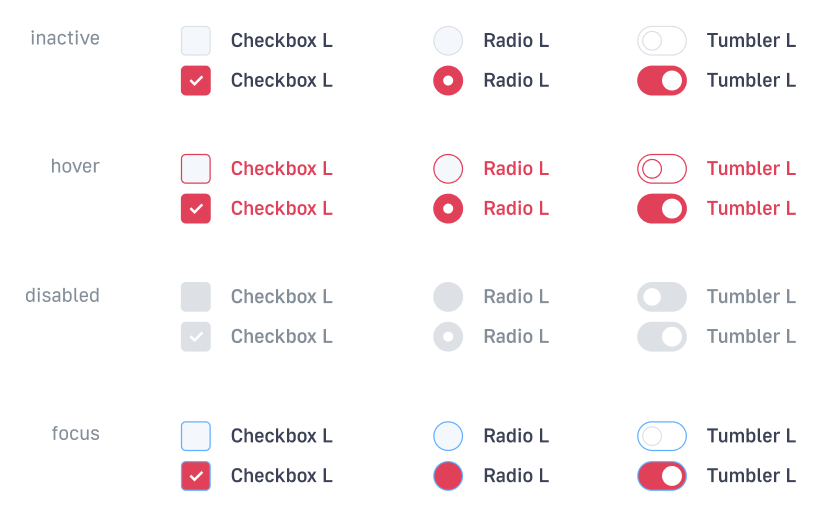 inactive Checkbox L Radio L Tumbler L
Checkbox L Radio L Tumbler L
hover Checkbox L Radio L Tumbler L
Checkbox L Radio L Tumbler L
disabled Checkbox L Radio L Tumbler L
Checkbox L Radio L Tumbler L
focus Checkbox L Radio L Tumbler L
Checkbox L Radio L Tumbler L